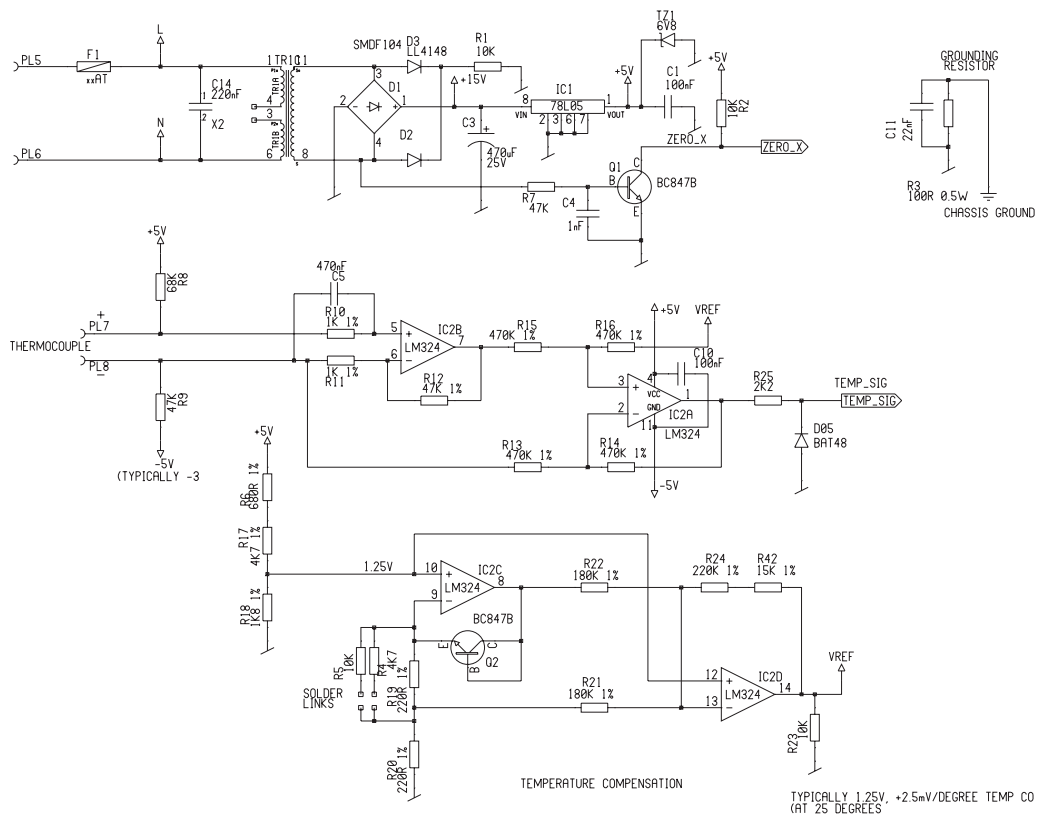 TZ1
6V8
L
SMDF104 D3
LL4148
R1
10K
+5V
GROUNDING
RESISTOR
PL5
F1
xxAT
1 TR1C 11
+15V
+5V
C1
100nF
C14
220nF
1
2
X2
TR1A
4
3
TR1B
6
8
3
D1
2
1
4
D2
IC1
8
78L05
1
VIN
VOUT
2 3 6 7
10K
R2
C11
22nF
N
C3
470uF
25V
ZERO_X
ZERO_X
PL6
Q1
C
B
E
BC847B
R7
47K
C4
1nF
R3
100R 0.5W
CHASSIS GROUND
+5V
68K
R8
470nF
C5
+5V
VREF
+
PL7
R10
1K 1%
5
6
IC2B
7
LM324
R15
470K 1%
R16
470K 1%
C10
100nF
THERMOCOUPLE
PL8
–
1K 1%
R11
R12
47K 1%
3
2
4
VCC
GND
11
1
IC2A
LM324
R25
2K2
TEMP_SIG
TEMP_SIG
47K
R9
D05
BAT48
+5V
R13
470K 1%
R14
470K 1%
-5V
(TYPICALLY -3
-5V
R6
680R 1%
R17
4K7 1%
1.25V
10
9
IC2C
8
LM324
R22
180K 1%
R24
220K 1%
R42
15K 1%
R18
1K8 1%
BC847B
E
C
B
Q2
R5
10K
R4
4K7
R19
220R 1%
SOLDER
LINKS
R21
180K 1%
12
13
IC2D
14
LM324
VREF
R23
10K
R20
220R 1%
TEMPERATURE COMPENSATION
TYPICALLY 1.25V, +2.5mV/DEGREE TEMP CO
(AT 25 DEGREES